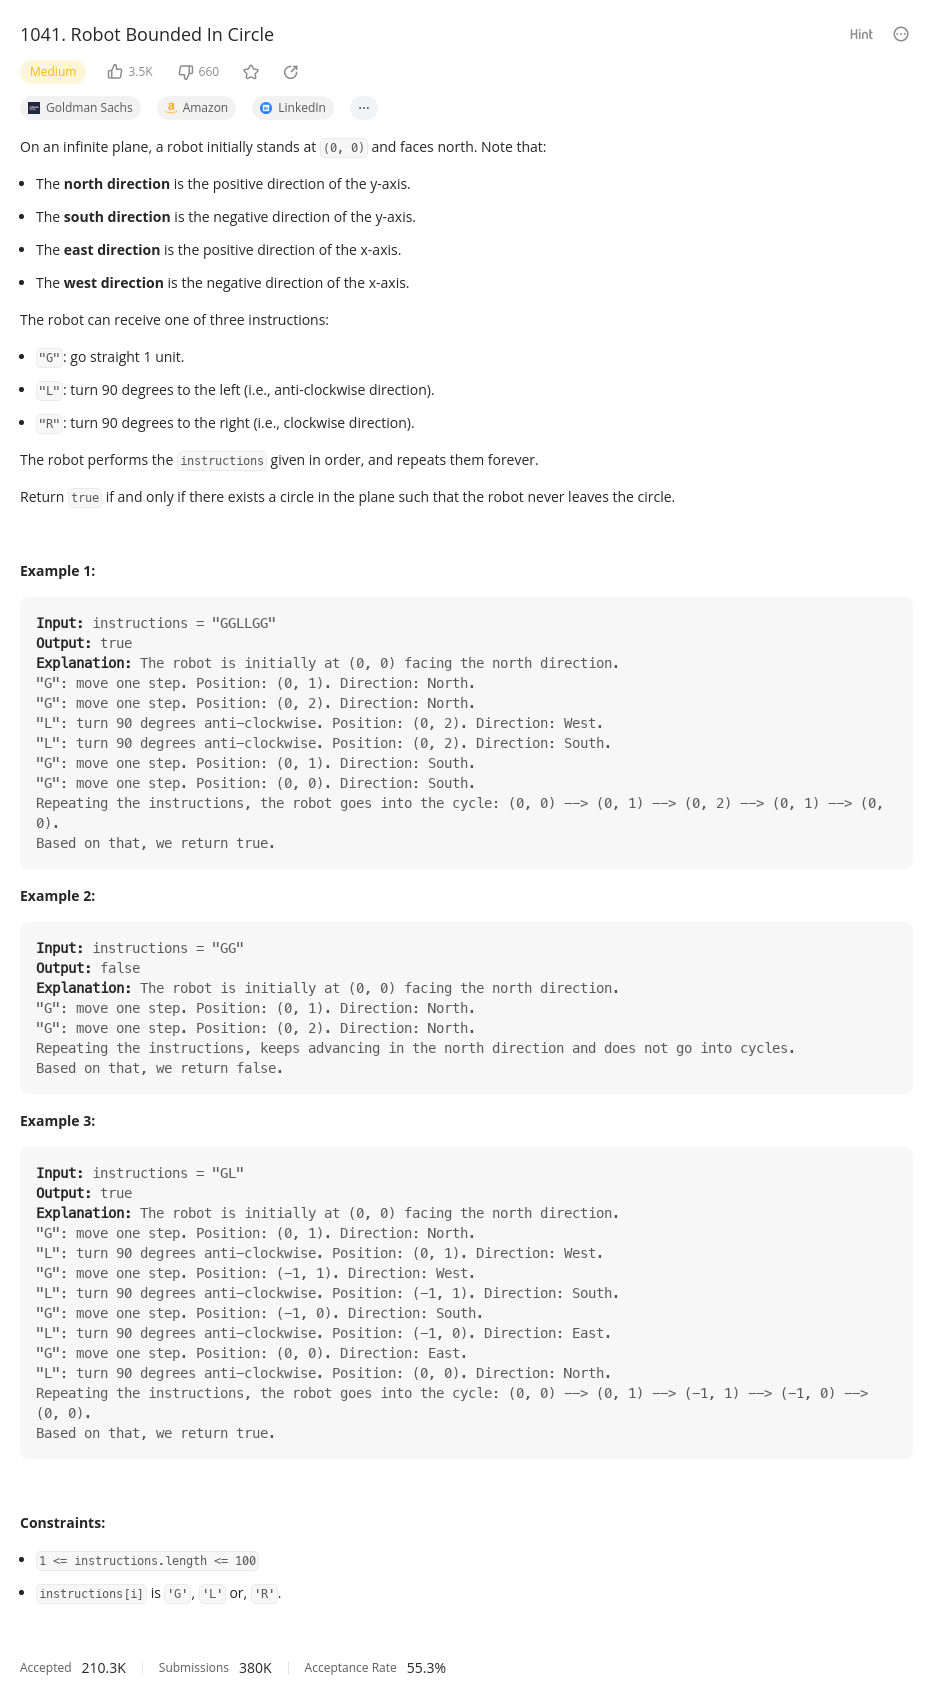 1041. Robot Bounded In Circle
Hint
Medium
3.5K
660
Goldman Sachs
Amazon
LinkedIn
On an infinite plane, a robot initially stands at (0, 0) and faces north. Note that:
• The north direction is the positive direction of the y-axis.
• The south direction is the negative direction of the y-axis.
• The east direction is the positive direction of the x-axis.
• The west direction is the negative direction of the x-axis.
The robot can receive one of three instructions:
• "G": go straight 1 unit.
• "L": turn 90 degrees to the left (i.e., anti-clockwise direction).
• "R": turn 90 degrees to the right (i.e., clockwise direction).
The robot performs the instructions given in order, and repeats them forever.
Return true if and only if there exists a circle in the plane such that the robot never leaves the circle.
Example 1:
Input: instructions = "GGLLGG"
Output: true
Explanation: The robot is initially at (0, 0) facing the north direction.
"G": move one step. Position: (0, 1). Direction: North.
"G": move one step. Position: (0, 2). Direction: North.
"L": turn 90 degrees anti-clockwise. Position: (0, 2). Direction: West.
"L": turn 90 degrees anti-clockwise. Position: (0, 2). Direction: South.
"G": move one step. Position: (0, 1). Direction: South.
"G": move one step. Position: (0, 0). Direction: South.
Repeating the instructions, the robot goes into the cycle: (0, 0) --> (0, 1) --> (0, 2) --> (0, 1) --> (0,
0).
Based on that, we return true.
Example 2:
Input: instructions = "GG"
Output: false
Explanation: The robot is initially at (0, 0) facing the north direction.
"G": move one step. Position: (0, 1). Direction: North.
"G": move one step. Position: (0, 2). Direction: North.
Repeating the instructions, keeps advancing in the north direction and does not go into cycles.
Based on that, we return false.
Example 3:
Input: instructions = "GL"
Output: true
Explanation: The robot is initially at (0, 0) facing the north direction.
"G": move one step. Position: (0, 1). Direction: North.
"L": turn 90 degrees anti-clockwise. Position: (0, 1). Direction: West.
"G": move one step. Position: (-1, 1). Direction: West.
"L": turn 90 degrees anti-clockwise. Position: (-1, 1). Direction: South.
"G": move one step. Position: (-1, 0). Direction: South.
"L": turn 90 degrees anti-clockwise. Position: (-1, 0). Direction: East.
"G": move one step. Position: (0, 0). Direction: East.
"L": turn 90 degrees anti-clockwise. Position: (0, 0). Direction: North.
Repeating the instructions, the robot goes into the cycle: (0, 0) --> (0, 1) --> (-1, 1) --> (-1, 0) -->
(0, 0).
Based on that, we return true.
Constraints:
• 1 <= instructions.length <= 100
• instructions[i] is 'G', 'L' or, 'R'.
Accepted 210.3K
Submissions 380K
Acceptance Rate 55.3%